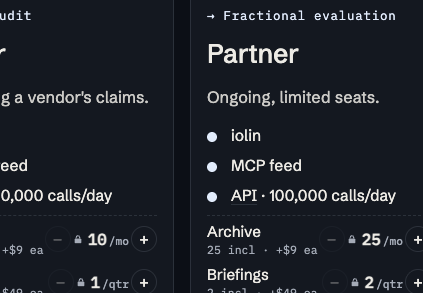 udit
r
g a vendor's claims.
eed
0,000 calls/day
+$9 ea
− 10/mo +
− 1/qtr +
→ Fractional evaluation
Partner
Ongoing, limited seats.
iolin
MCP feed
API · 100,000 calls/day
Archive
25 incl · +$9 ea
− 25/mo +
Briefings
− 2/qtr +